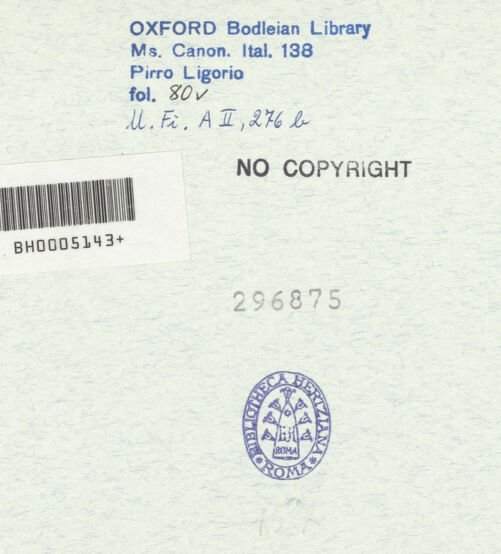 OXFORD Bodleian Library
Ms. Canon. Ital. 138
Pirro Ligorio
fol. 80v
U. Fi. A II, 276 b
NO COPYRIGHT
BH0005143+
296875
BIBLIOTHECA HERTZIANA
ROMA
* ROMA *